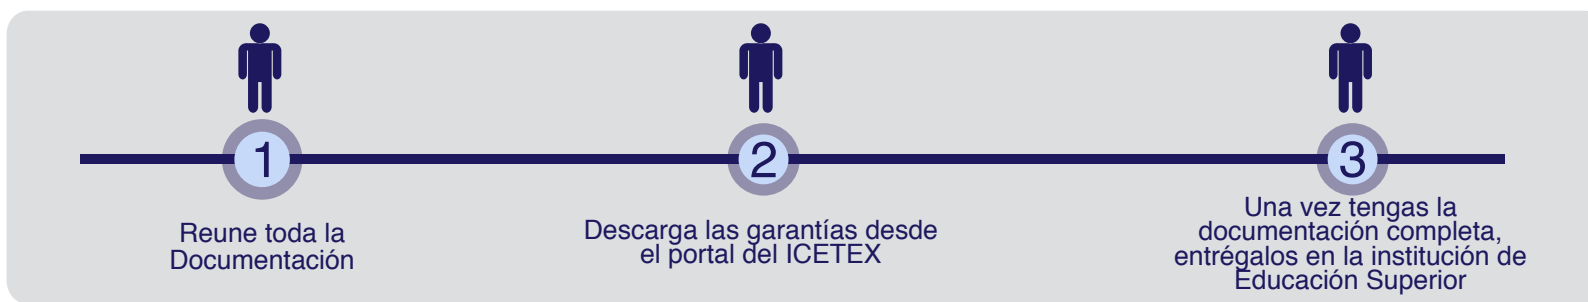 1
Reune toda la
Documentación
2
Descarga las garantías desde
el portal del ICETEX
3
Una vez tengas la
documentación completa,
entrégalos en la institución de
Educación Superior